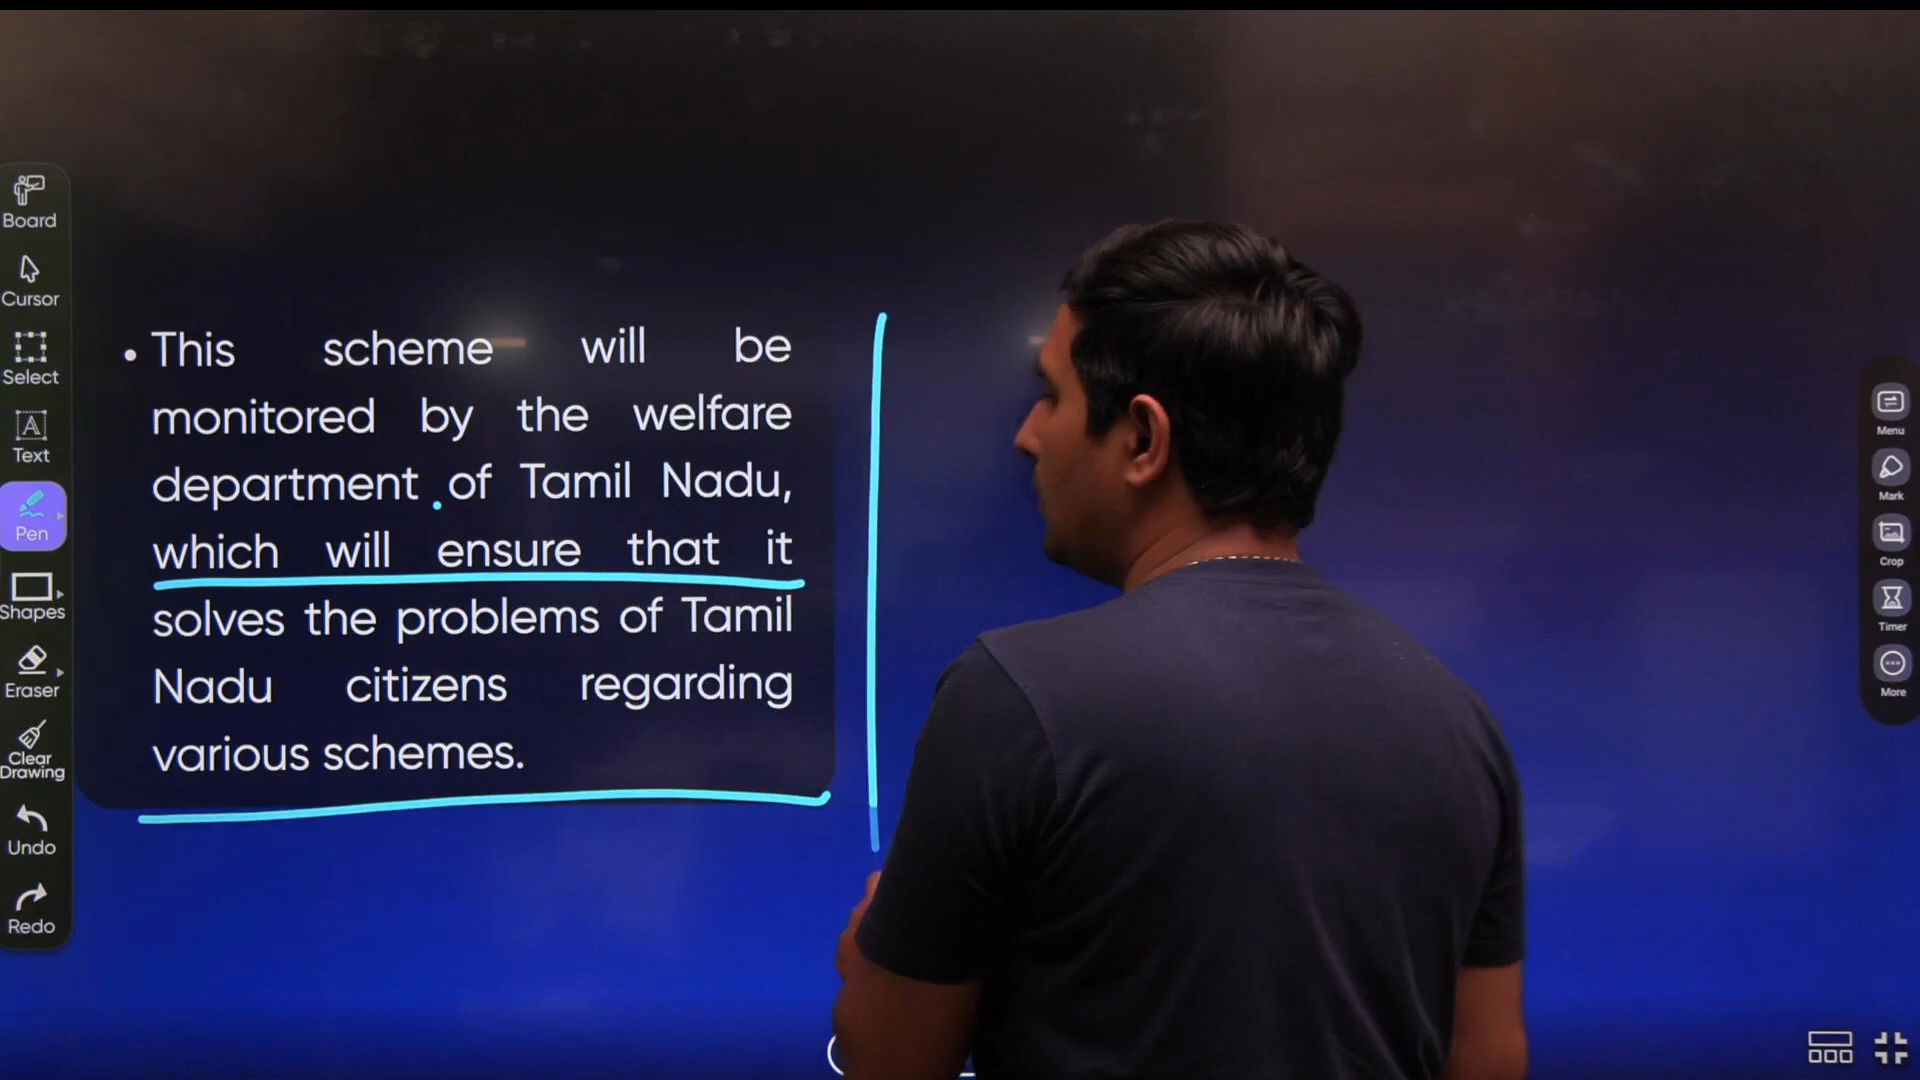 Board
Cursor
Select
Text
Pen
Shapes
Eraser
Clear
Drawing
Undo
Redo
• This scheme will be
monitored by the welfare
department of Tamil Nadu,
which will ensure that it
solves the problems of Tamil
Nadu citizens regarding
various schemes.
Menu
Mark
Crop
Timer
More